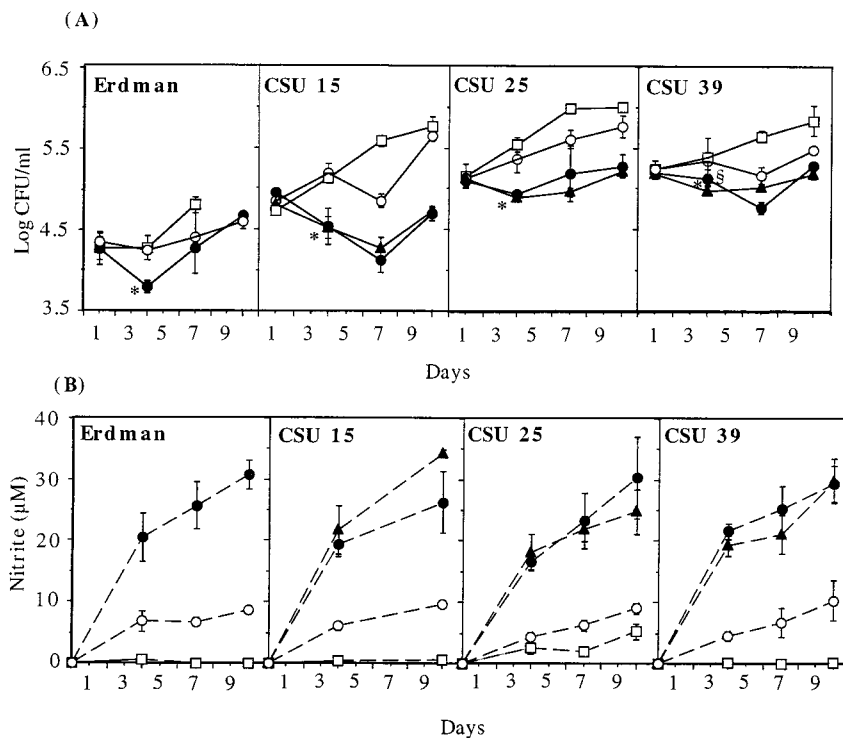 (A)
Erdman
CSU 15
CSU 25
CSU 39
Log CFU/ml
6.5
5.5
4.5
3.5
*
*
*
*
§
1 3 5 7 9
1 3 5 7 9
1 3 5 7 9
1 3 5 7 9
Days
(B)
Erdman
CSU 15
CSU 25
CSU 39
Nitrite (μM)
40
30
20
10
0
1 3 5 7 9
1 3 5 7 9
1 3 5 7 9
1 3 5 7 9
Days